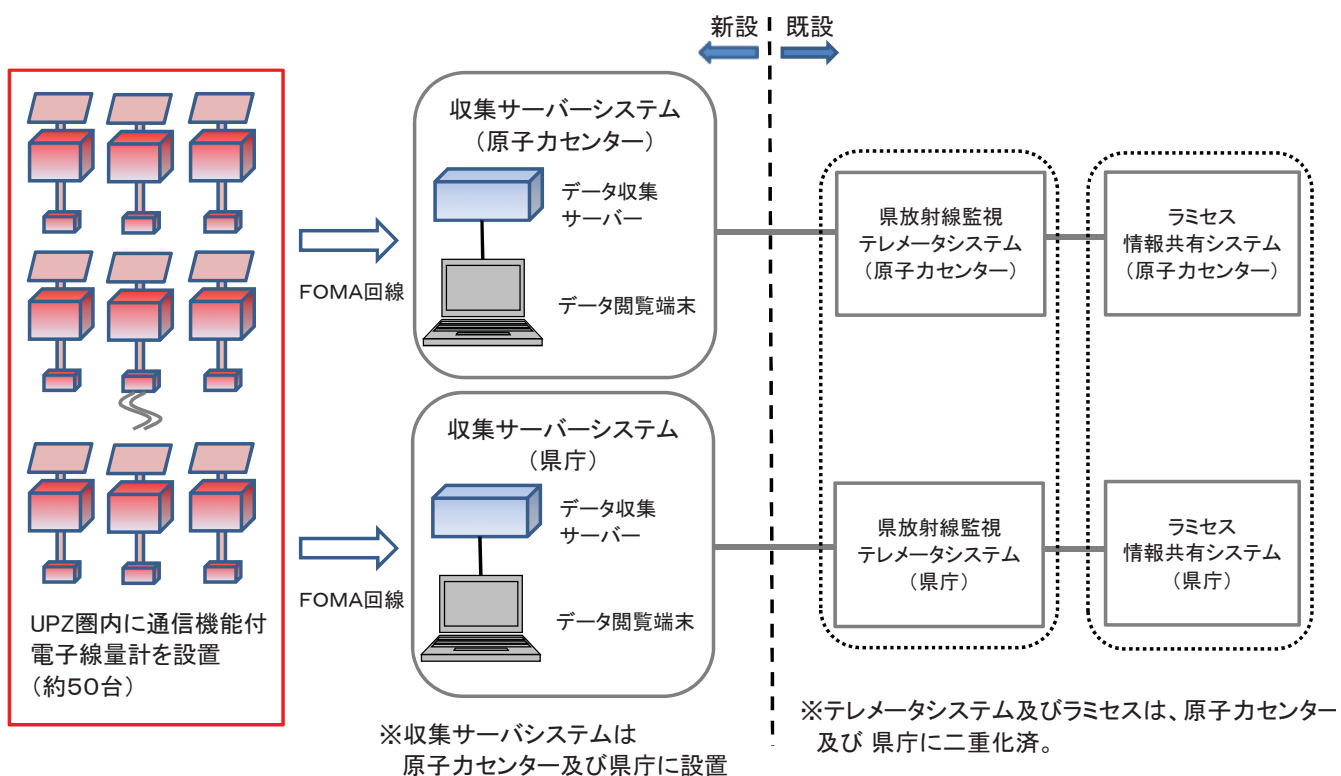 新設
既設
収集サーバーシステム
（原子力センター）
データ収集
サーバー
データ閲覧端末
FOMA回線
県放射線監視
テレメータシステム
（原子力センター）
ラミセス
情報共有システム
（原子力センター）
収集サーバーシステム
（県庁）
データ収集
サーバー
データ閲覧端末
FOMA回線
県放射線監視
テレメータシステム
（県庁）
ラミセス
情報共有システム
（県庁）
UPZ圏内に通信機能付
電子線量計を設置
（約50台）
※収集サーバシステムは
原子力センター及び県庁に設置
※テレメータシステム及びラミセスは、原子力センター
及び 県庁に二重化済。